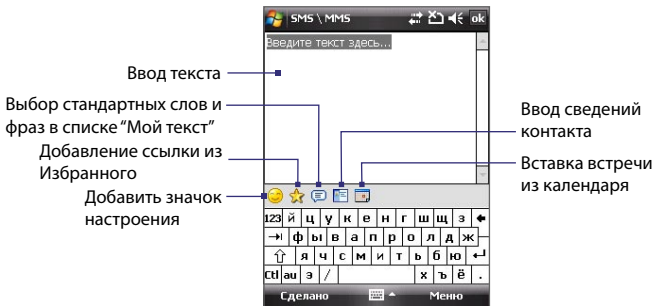 SMS \ MMS
ok
Введите текст здесь...
Ввод текста
Выбор стандартных слов и
фраз в списке “Мой текст”
Добавление ссылки из
Избранного
Добавить значок
настроения
Ввод сведений
контакта
Вставка встречи
из календаря
123 й ц у к е н г ш щ з
ф ы в а п р о л д ж
я ч с м и т ь б ю
Ctl au э / х ъ ё .
Сделано Меню